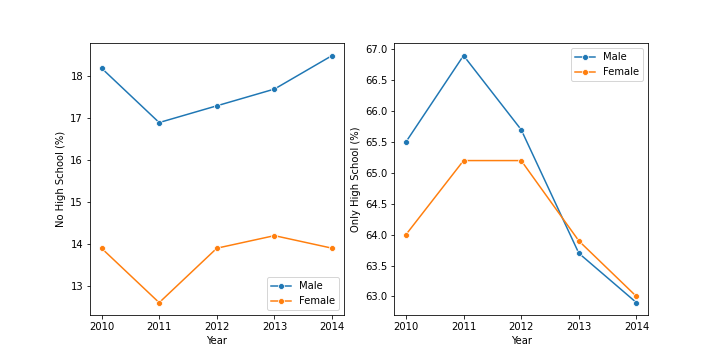 No High School (%)
18
17
16
15
14
13
2010 2011 2012 2013 2014
Year
Male
Female
Only High School (%)
67.0
66.5
66.0
65.5
65.0
64.5
64.0
63.5
63.0
2010 2011 2012 2013 2014
Year
Male
Female